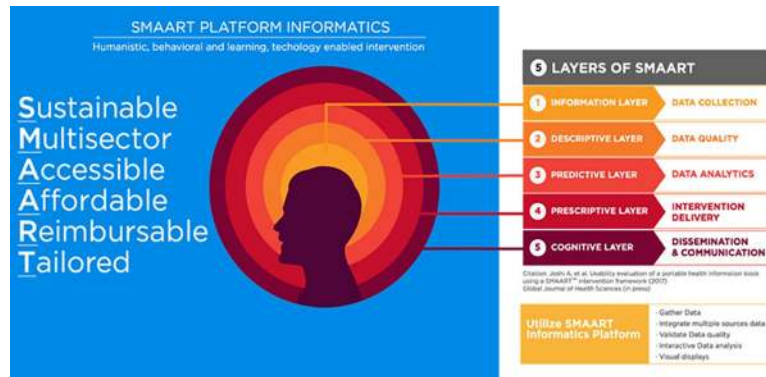 SMAART PLATFORM INFORMATICS
Humanistic, behavioral and learning, techology enabled intervention
Sustainable
Multisector
Accessible
Affordable
Reimbursable
Tailored
5 LAYERS OF SMAART
1 INFORMATION LAYER DATA COLLECTION
2 DESCRIPTIVE LAYER DATA QUALITY
3 PREDICTIVE LAYER DATA ANALYTICS
4 PRESCRIPTIVE LAYER INTERVENTION
DELIVERY
5 COGNITIVE LAYER DISSEMINATION
& COMMUNICATION
Citation: Joshi A, et al. Usability evaluation of a portable health information kiosk
using a SMAART™ intervention framework (2017)
Global Journal of Health Sciences (in press)
Utilize SMAART
Informatics Platform
· Gather Data
· Integrate multiple sources data
· Validate Data quality
· Interactive Data analysis
· Visual displays